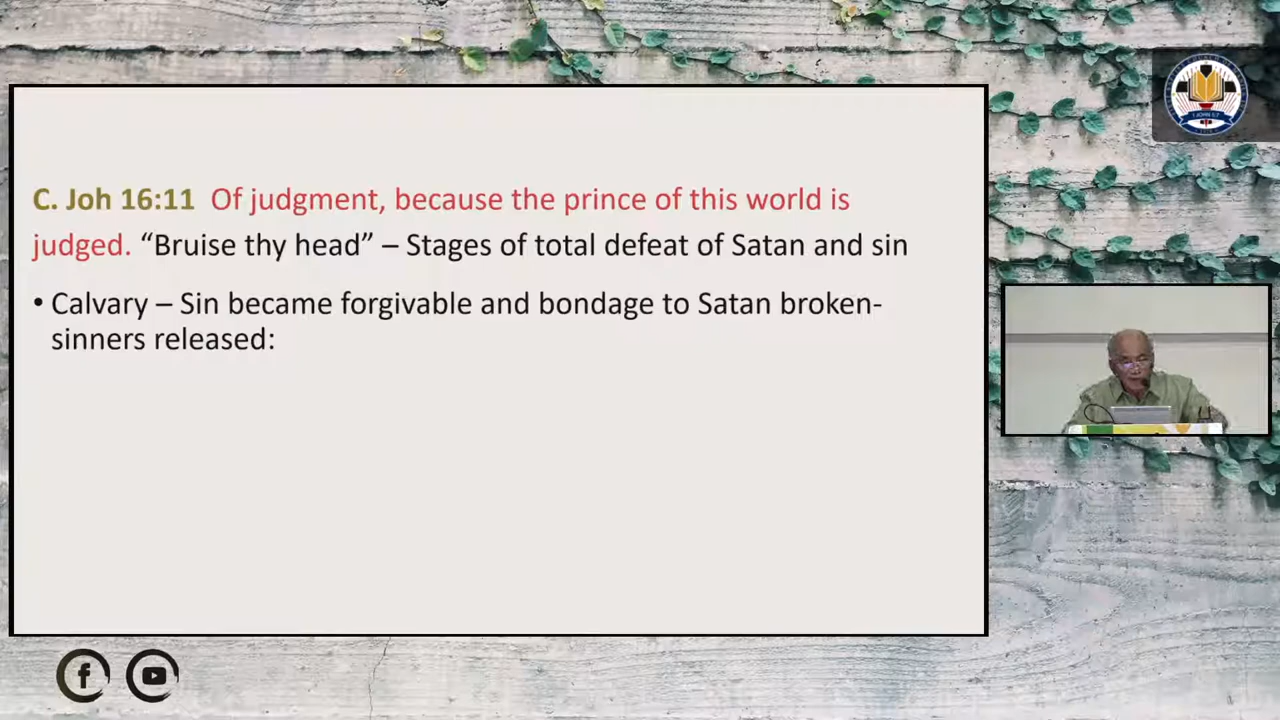 C. Joh 16:11 Of judgment, because the prince of this world is
judged. “Bruise thy head” – Stages of total defeat of Satan and sin
• Calvary – Sin became forgivable and bondage to Satan broken-
sinners released: